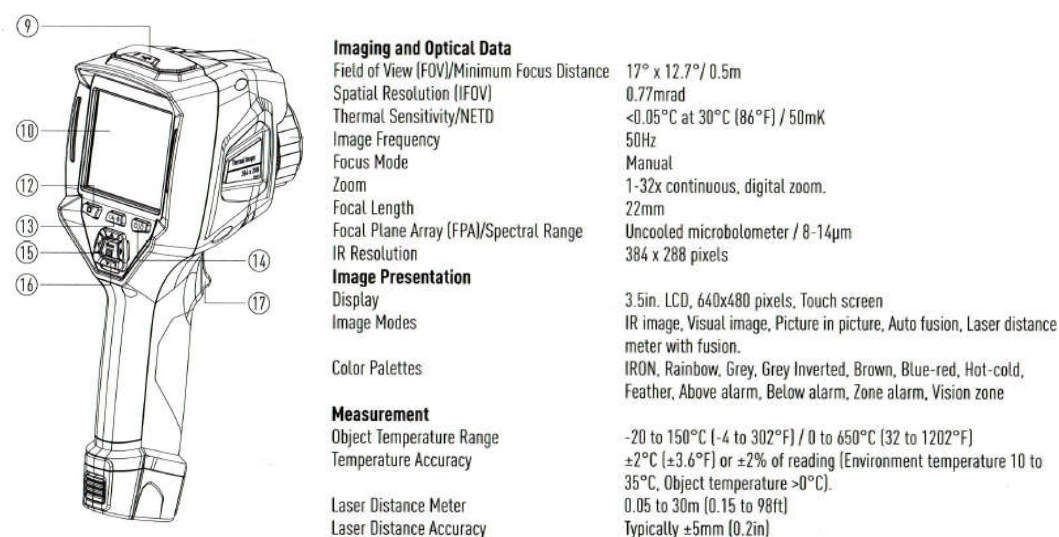 ⑨
⑩
⑫
⑬
⑮
⑯
⑭
⑰
Thermal Imager
384 x 288
Imaging and Optical Data
Field of View (FOV)/Minimum Focus Distance 17° x 12.7°/ 0.5m
Spatial Resolution (IFOV) 0.77mrad
Thermal Sensitivity/NETD <0.05°C at 30°C (86°F) / 50mK
Image Frequency 50Hz
Focus Mode Manual
Zoom 1-32x continuous, digital zoom.
Focal Length 22mm
Focal Plane Array (FPA)/Spectral Range Uncooled microbolometer / 8-14μm
IR Resolution 384 x 288 pixels
Image Presentation
Display 3.5in. LCD, 640x480 pixels, Touch screen
Image Modes IR image, Visual image, Picture in picture, Auto fusion, Laser distance
meter with fusion.
Color Palettes IRON, Rainbow, Grey, Grey Inverted, Brown, Blue-red, Hot-cold,
Feather, Above alarm, Below alarm, Zone alarm, Vision zone
Measurement
Object Temperature Range -20 to 150°C (-4 to 302°F) / 0 to 650°C (32 to 1202°F)
Temperature Accuracy ±2°C (±3.6°F) or ±2% of reading (Environment temperature 10 to
35°C, Object temperature >0°C).
Laser Distance Meter 0.05 to 30m (0.15 to 98ft)
Laser Distance Accuracy Typically ±5mm (0.2in)